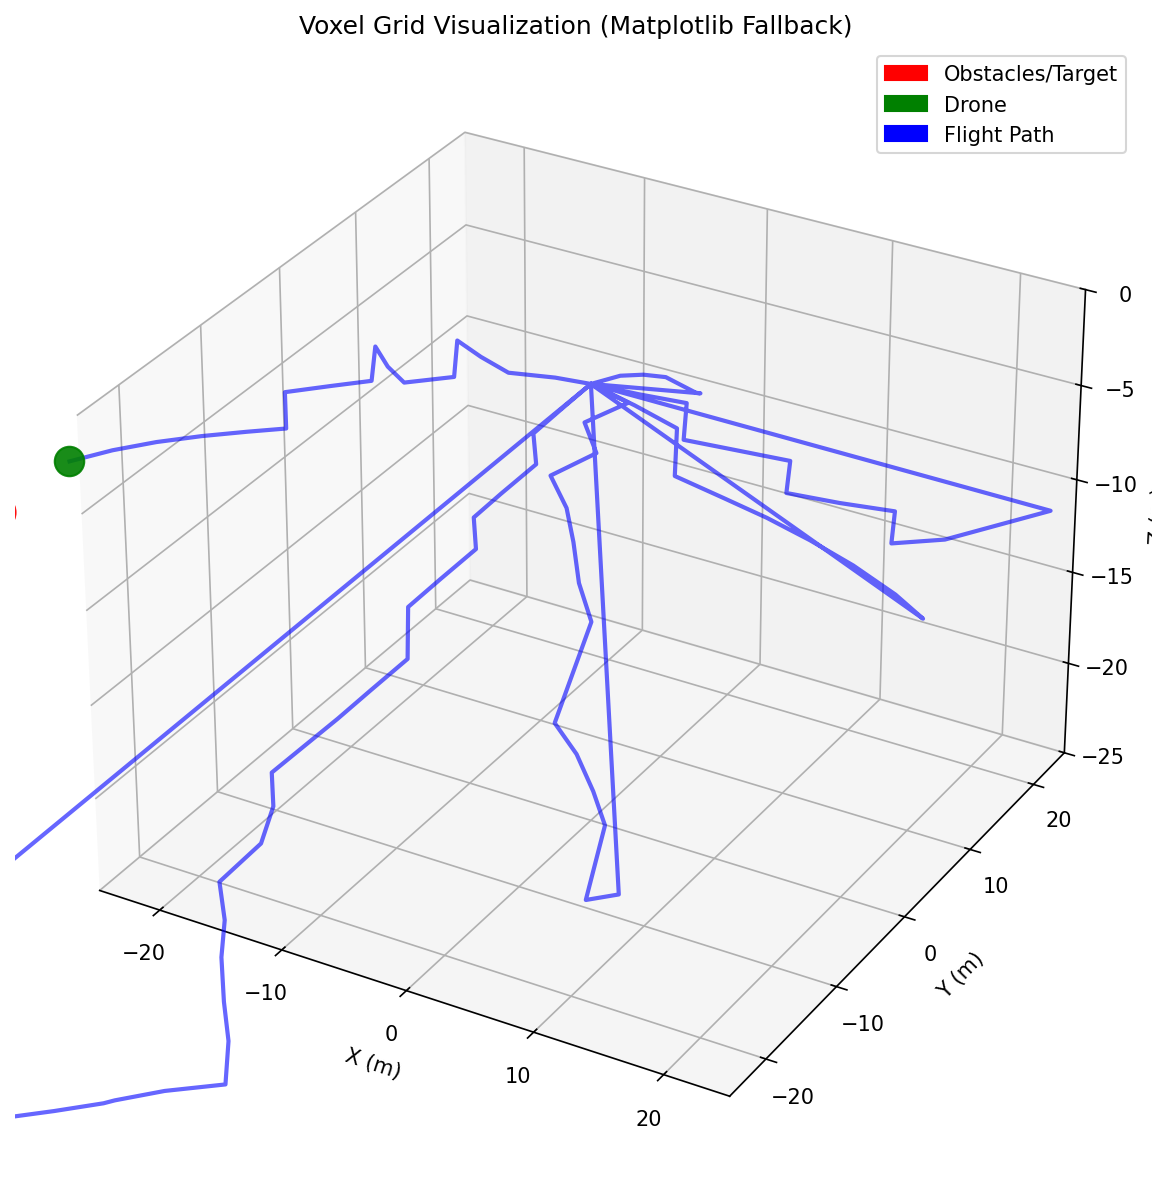 Voxel Grid Visualization (Matplotlib Fallback)
Obstacles/Target
Drone
Flight Path
0
−5
−10
−15
−20
−25
20
10
0
−10
−20
Y (m)
−20
−10
0
10
20
X (m)